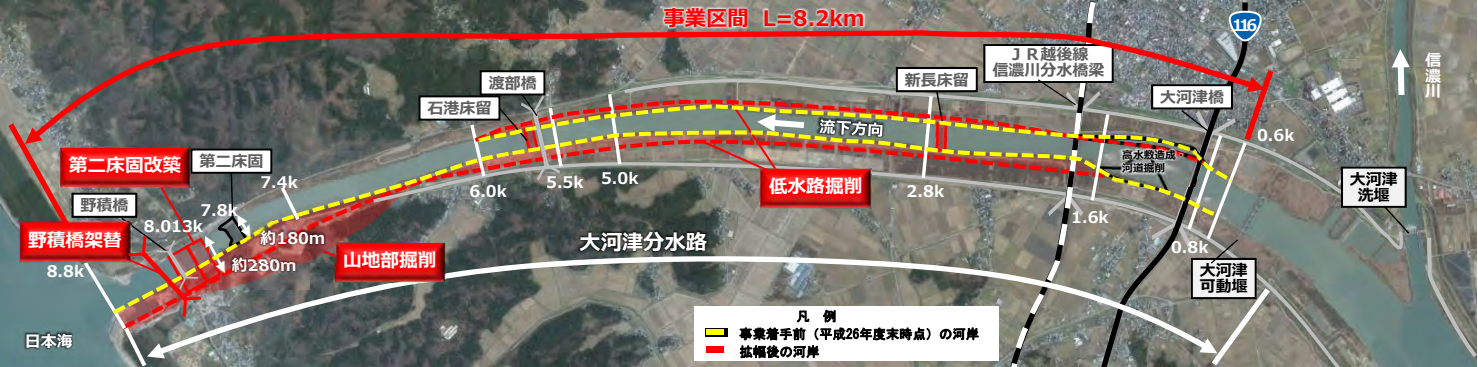 事業区間 L=8.2km
116
信濃川
JR越後線
信濃川分水橋梁
大河津橋
0.6k
新長床留
渡部橋
石港床留
流下方向
高水敷造成・
河道掘削
大河津
洗堰
第二床固改築
第二床固
7.4k
6.0k
5.5k
5.0k
低水路掘削
2.8k
1.6k
0.8k
大河津
可動堰
野積橋
7.8k
8.013k
約180m
約280m
野積橋架替
8.8k
山地部掘削
大河津分水路
日本海
凡 例
事業着手前（平成26年度末時点）の河岸
拡幅後の河岸